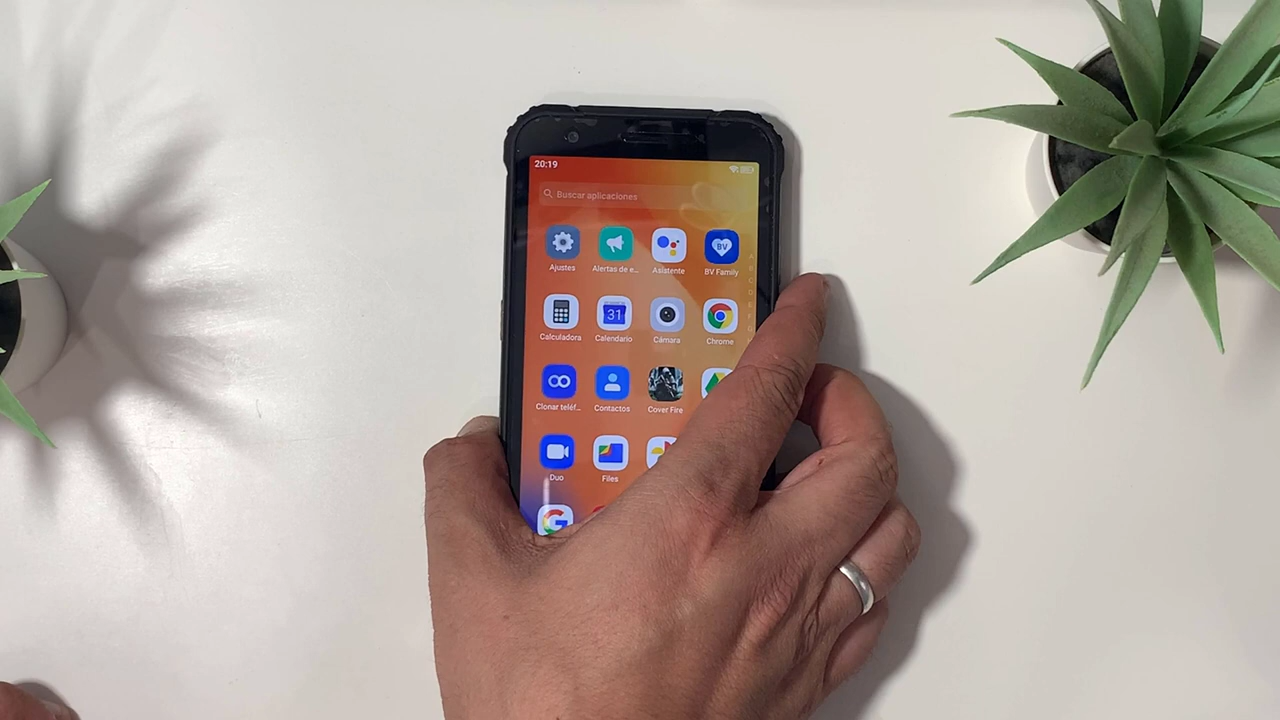 20:19
Buscar aplicaciones
BV
Ajustes
Alertas de e...
Asistente
BV Family
31
Calculadora
Calendario
Cámara
Chrome
Clonar teléf...
Contactos
Cover Fire
Duo
Files
G